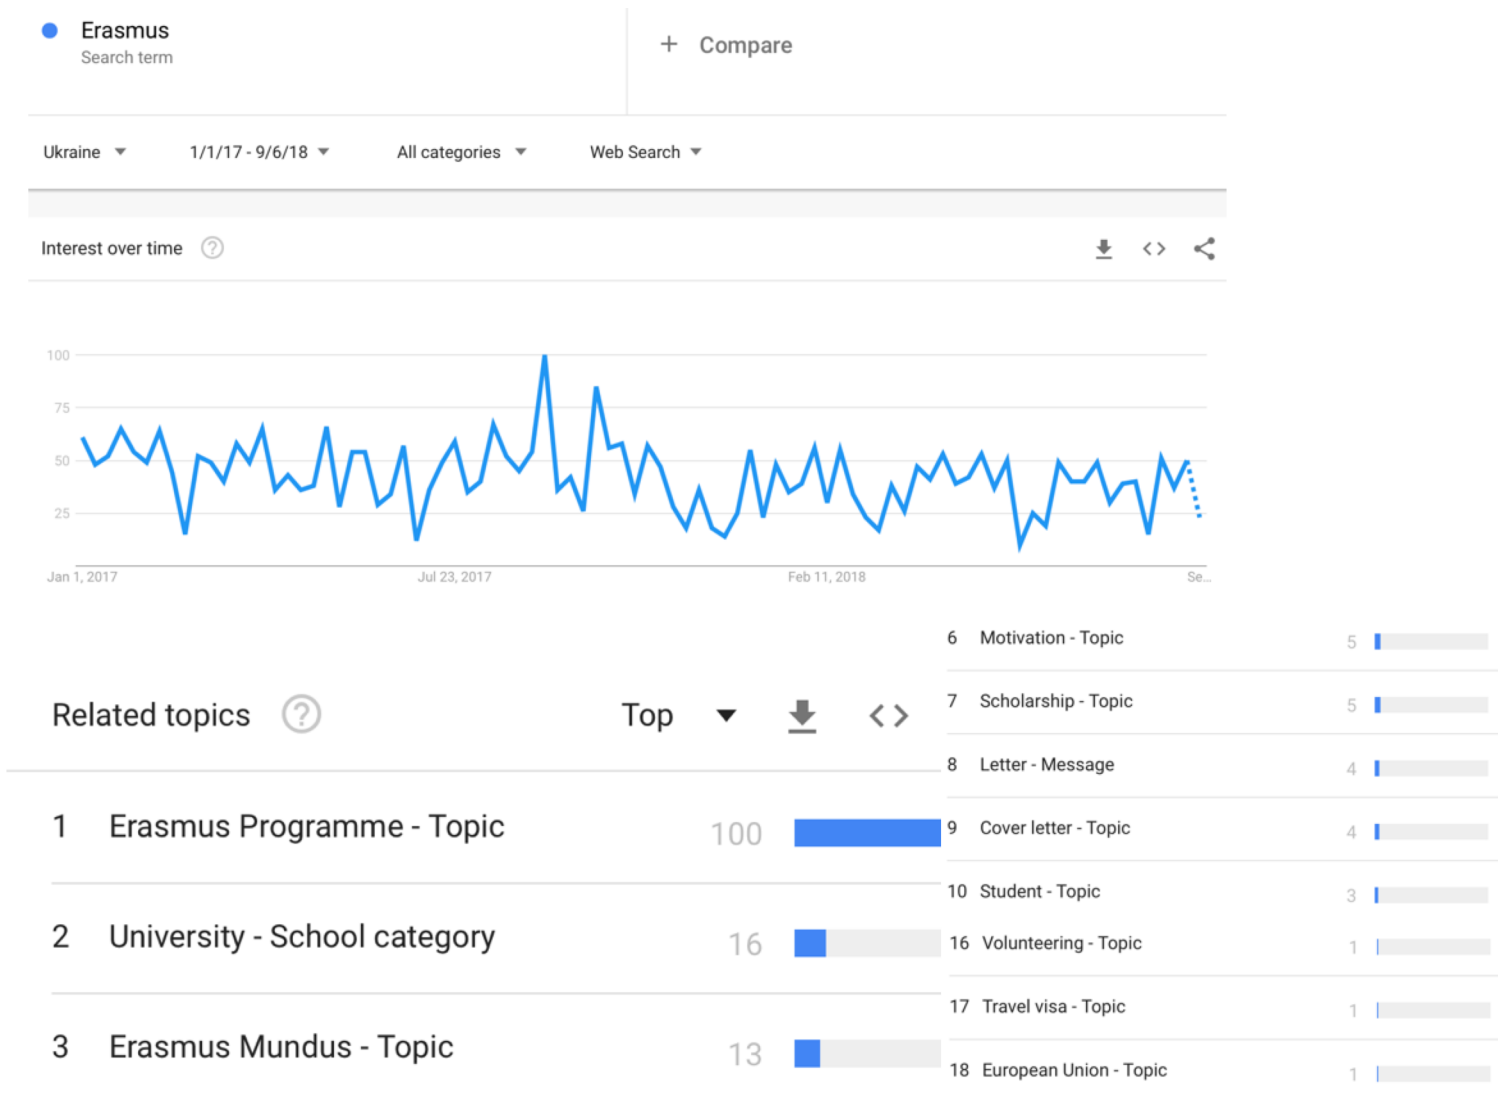 Erasmus
Search term
+ Compare
Ukraine
1/1/17 - 9/6/18
All categories
Web Search
Interest over time ?
100
75
50
25
Jan 1, 2017
Jul 23, 2017
Feb 11, 2018
Se...
Related topics ?
Top
1 Erasmus Programme - Topic 100
2 University - School category 16
3 Erasmus Mundus - Topic 13
6 Motivation - Topic 5
7 Scholarship - Topic 5
8 Letter - Message 4
9 Cover letter - Topic 4
10 Student - Topic 3
16 Volunteering - Topic 1
17 Travel visa - Topic 1
18 European Union - Topic 1